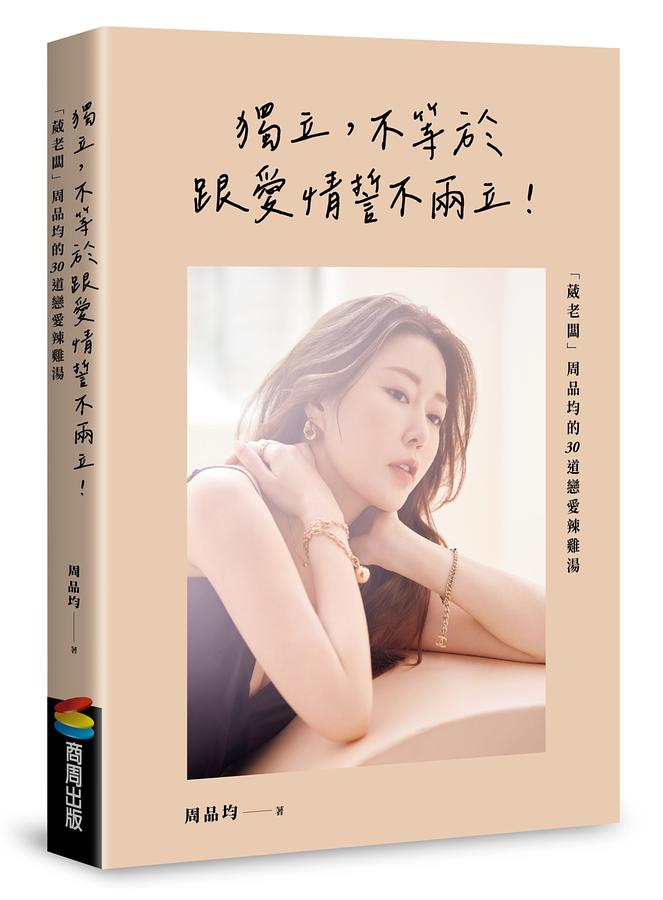 獨立，不等於
跟愛情誓不兩立！
「葳老闆」周品均的30道戀愛辣雞湯
周品均——著
獨立，不等於跟愛情誓不兩立！
「葳老闆」周品均的30道戀愛辣雞湯
周品均——著
商周出版